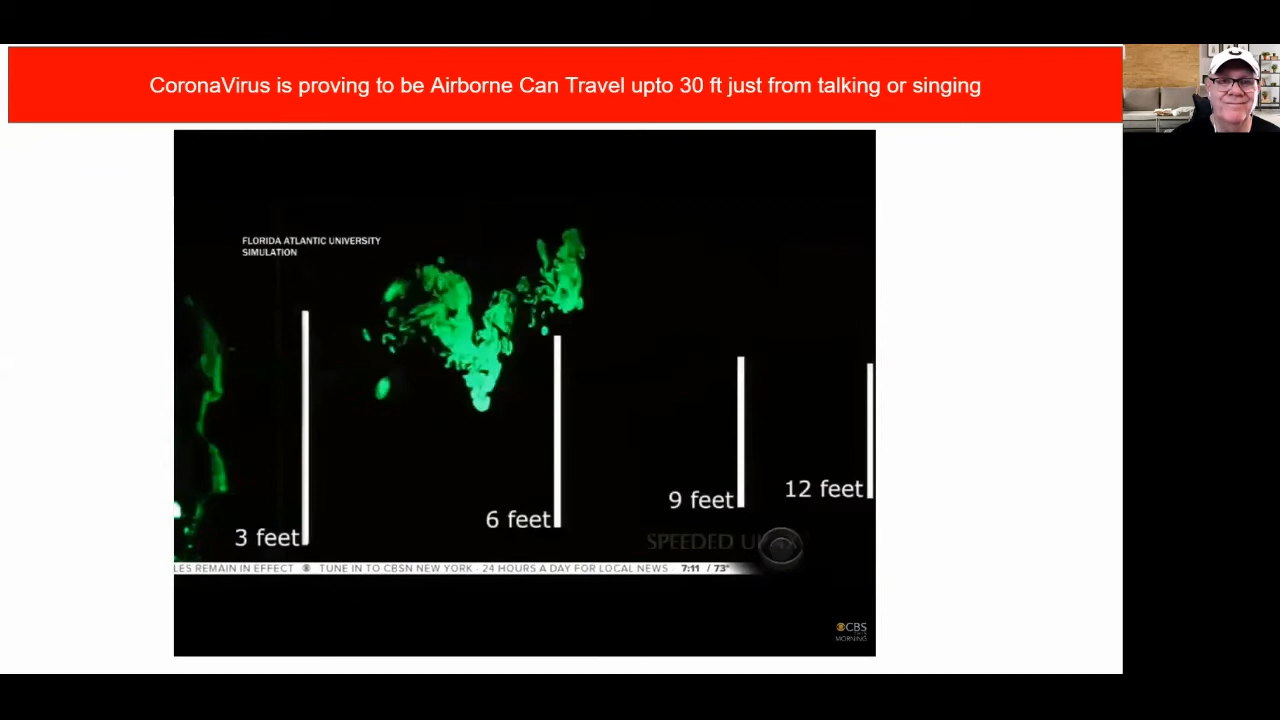 CoronaVirus is proving to be Airborne Can Travel upto 30 ft just from talking or singing
FLORIDA ATLANTIC UNIVERSITY
SIMULATION
3 feet
6 feet
9 feet
12 feet
SPEEDED
LES REMAIN IN EFFECT TUNE IN TO CBSN NEW YORK - 24 HOURS A DAY FOR LOCAL NEWS 7:11 / 73°
CBS
THIS
MORNING